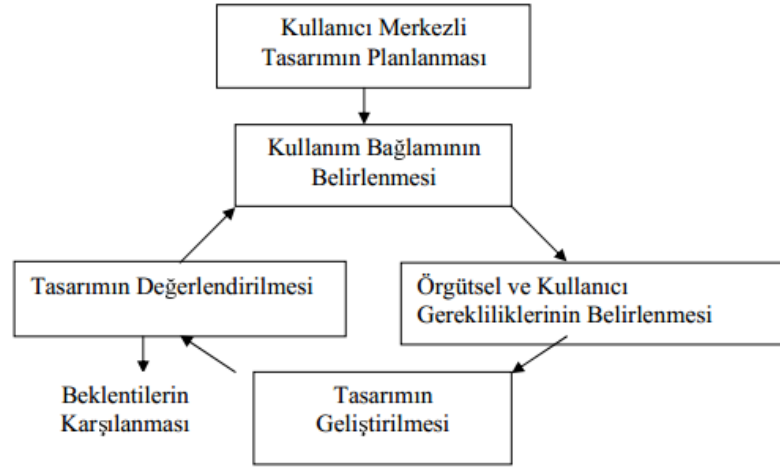 Kullanıcı Merkezli
Tasarımın Planlanması
Kullanım Bağlamının
Belirlenmesi
Tasarımın Değerlendirilmesi
Örgütsel ve Kullanıcı
Gerekliliklerinin Belirlenmesi
Beklentilerin
Karşılanması
Tasarımın
Geliştirilmesi